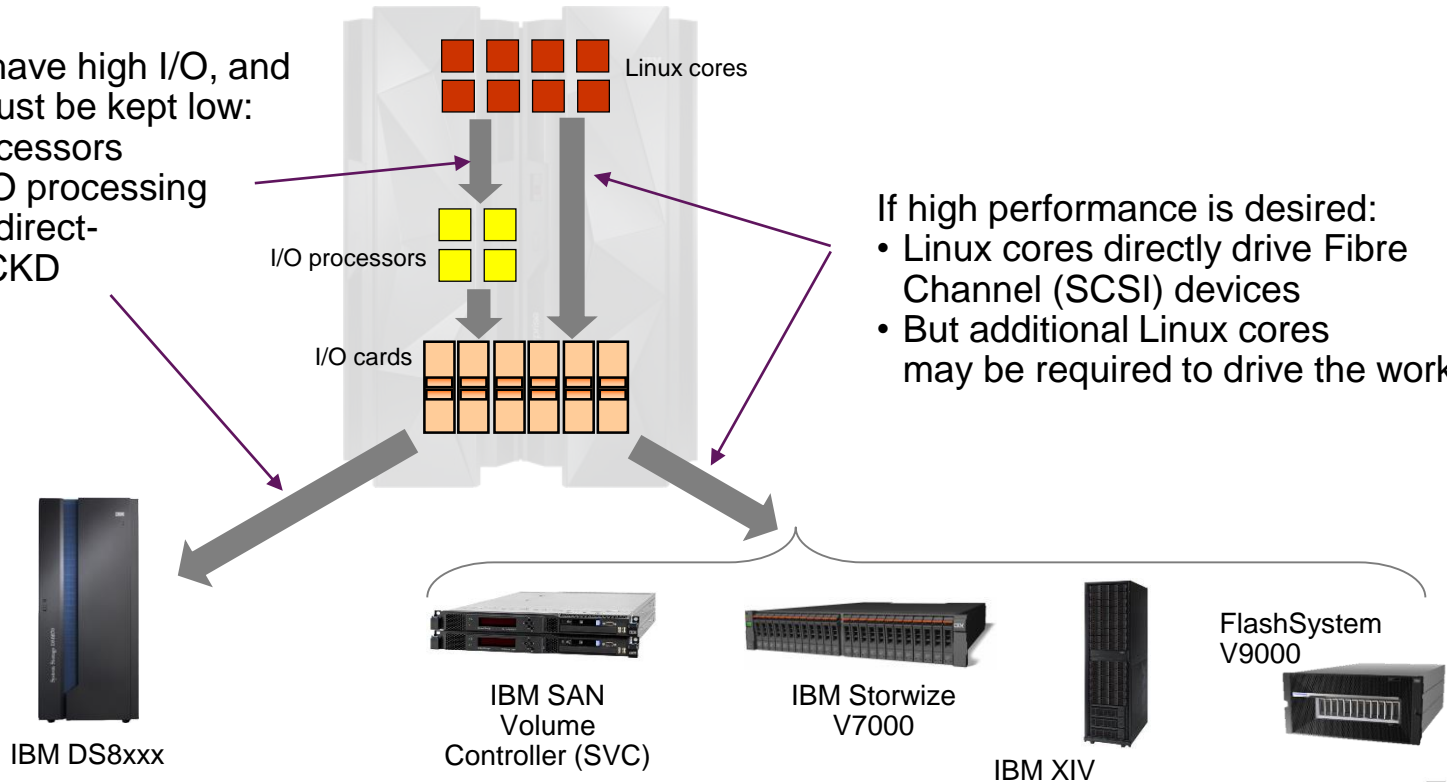 have high I/O, and
ust be kept low:
cessors
O processing
direct-
CKD
Linux cores
I/O processors
I/O cards
If high performance is desired:
• Linux cores directly drive Fibre
Channel (SCSI) devices
• But additional Linux cores
may be required to drive the work
IBM DS8xxx
IBM SAN
Volume
Controller (SVC)
IBM Storwize
V7000
IBM XIV
FlashSystem
V9000